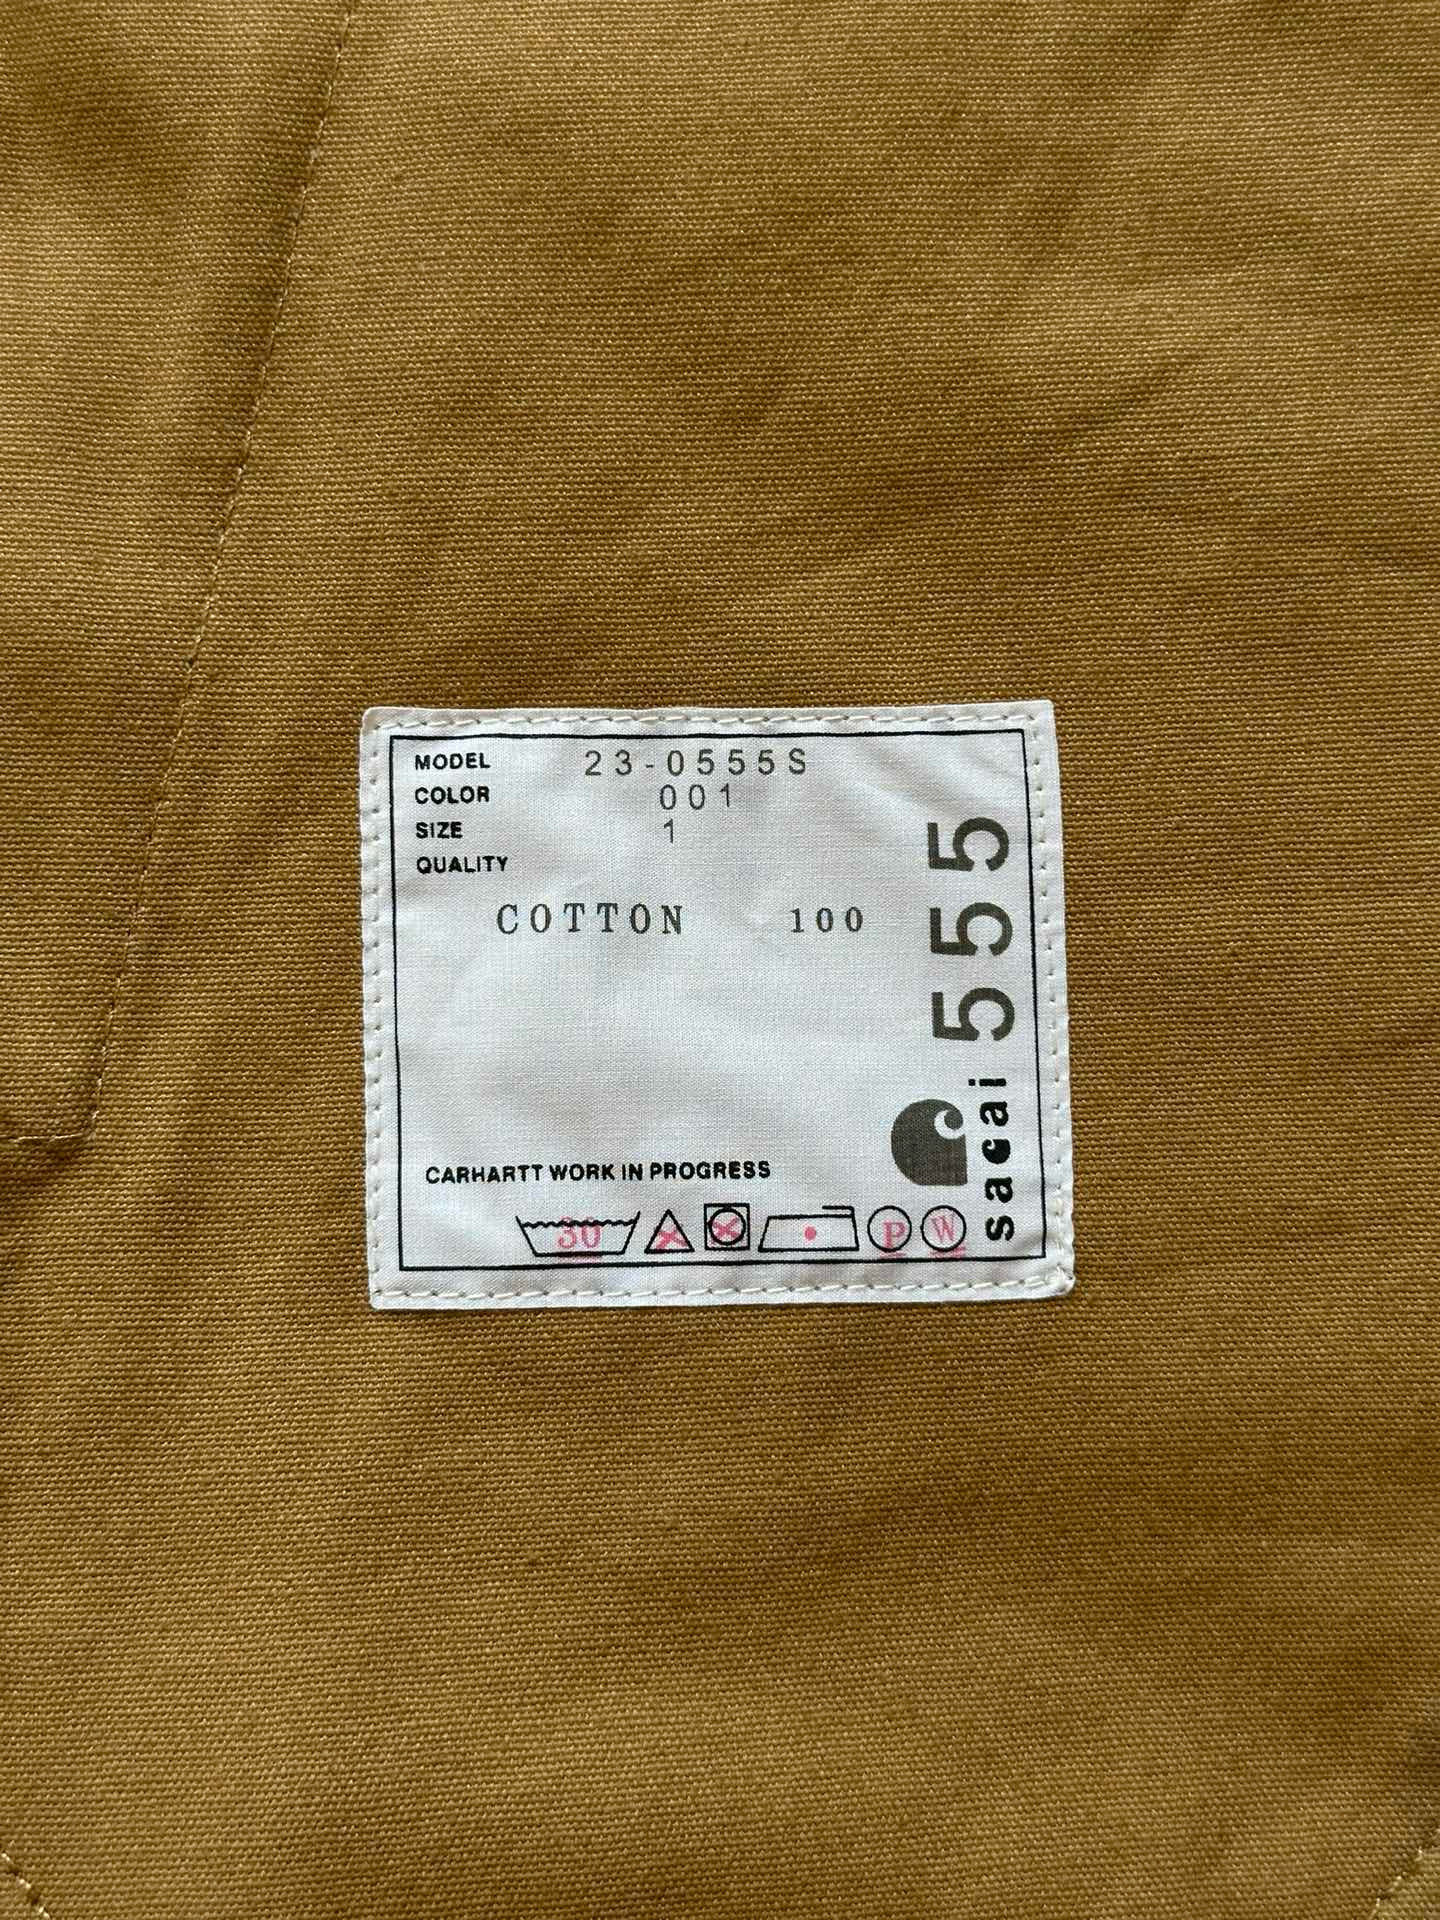 MODEL 23-0555S
COLOR 001
SIZE 1
QUALITY
COTTON 100
CARHARTT WORK IN PROGRESS
30 P W
sacai 555